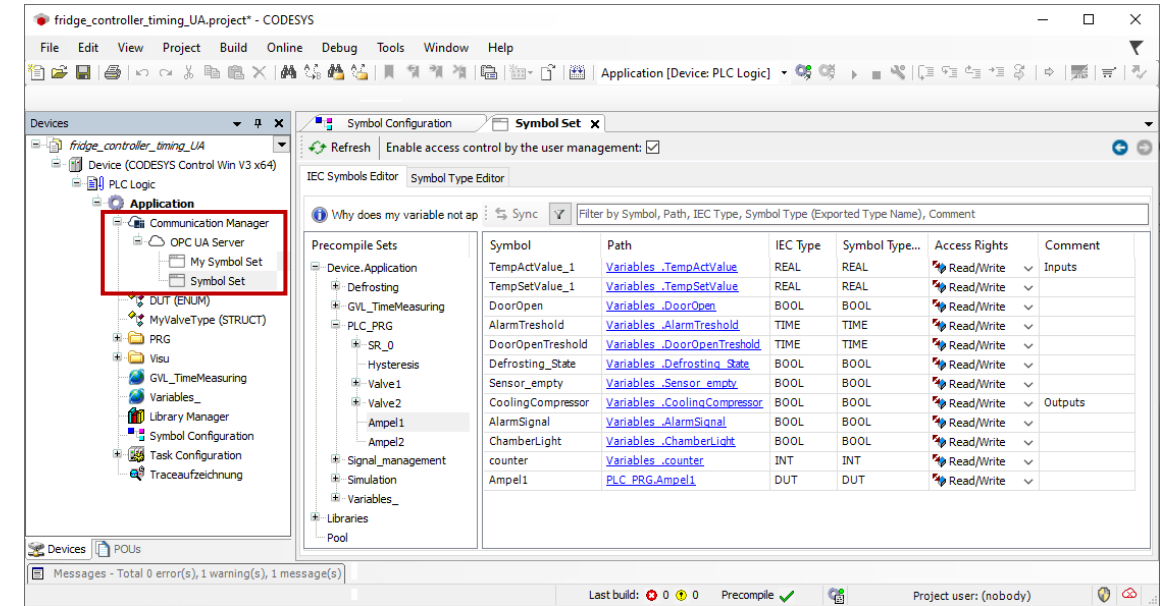 fridge_controller_timing_UA.project* - CODESYS
File Edit View Project Build Online Debug Tools Window Help
Application [Device: PLC Logic]
Devices
fridge_controller_timing_UA
Device (CODESYS Control Win V3 x64)
PLC Logic
Application
Communication Manager
OPC UA Server
My Symbol Set
Symbol Set
DUT (ENUM)
MyValveType (STRUCT)
PRG
Visu
GVL_TimeMeasuring
Variables_
Library Manager
Symbol Configuration
Task Configuration
Traceaufzeichnung
Devices POUs
Symbol Configuration Symbol Set
Refresh Enable access control by the user management:
IEC Symbols Editor Symbol Type Editor
Why does my variable not ap Sync Filter by Symbol, Path, IEC Type, Symbol Type (Exported Type Name), Comment
Precompile Sets
Device.Application
Defrosting
GVL_TimeMeasuring
PLC_PRG
SR_0
Hysteresis
Valve1
Valve2
Ampel1
Ampel2
Signal_management
Simulation
Variables_
Libraries
Pool
Symbol Path IEC Type Symbol Type... Access Rights Comment
TempActValue_1 Variables_.TempActValue REAL REAL Read/Write Inputs
TempSetValue_1 Variables_.TempSetValue REAL REAL Read/Write
DoorOpen Variables_.DoorOpen BOOL BOOL Read/Write
AlarmTreshold Variables_.AlarmTreshold TIME TIME Read/Write
DoorOpenTreshold Variables_.DoorOpenTreshold TIME TIME Read/Write
Defrosting_State Variables_.Defrosting_State BOOL BOOL Read/Write
Sensor_empty Variables_.Sensor_empty BOOL BOOL Read/Write
CoolingCompressor Variables_.CoolingCompressor BOOL BOOL Read/Write Outputs
AlarmSignal Variables_.AlarmSignal BOOL BOOL Read/Write
ChamberLight Variables_.ChamberLight BOOL BOOL Read/Write
counter Variables_.counter INT INT Read/Write
Ampel1 PLC_PRG.Ampel1 DUT DUT Read/Write
Messages - Total 0 error(s), 1 warning(s), 1 message(s)
Last build: 0 0 Precompile Project user: (nobody)